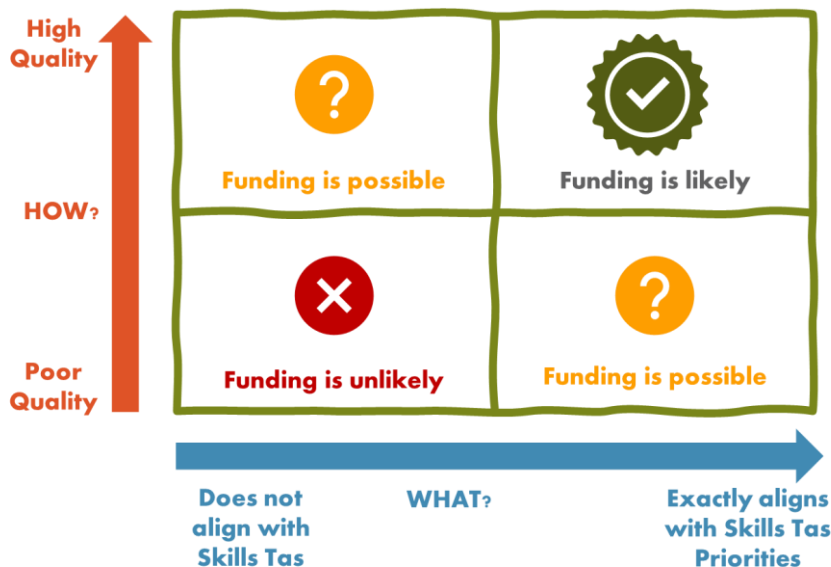 High
Quality
?
Funding is possible
Funding is likely
HOW?
?
Funding is unlikely
Funding is possible
Poor
Quality
Does not
align with
Skills Tas
WHAT?
Exactly aligns
with Skills Tas
Priorities